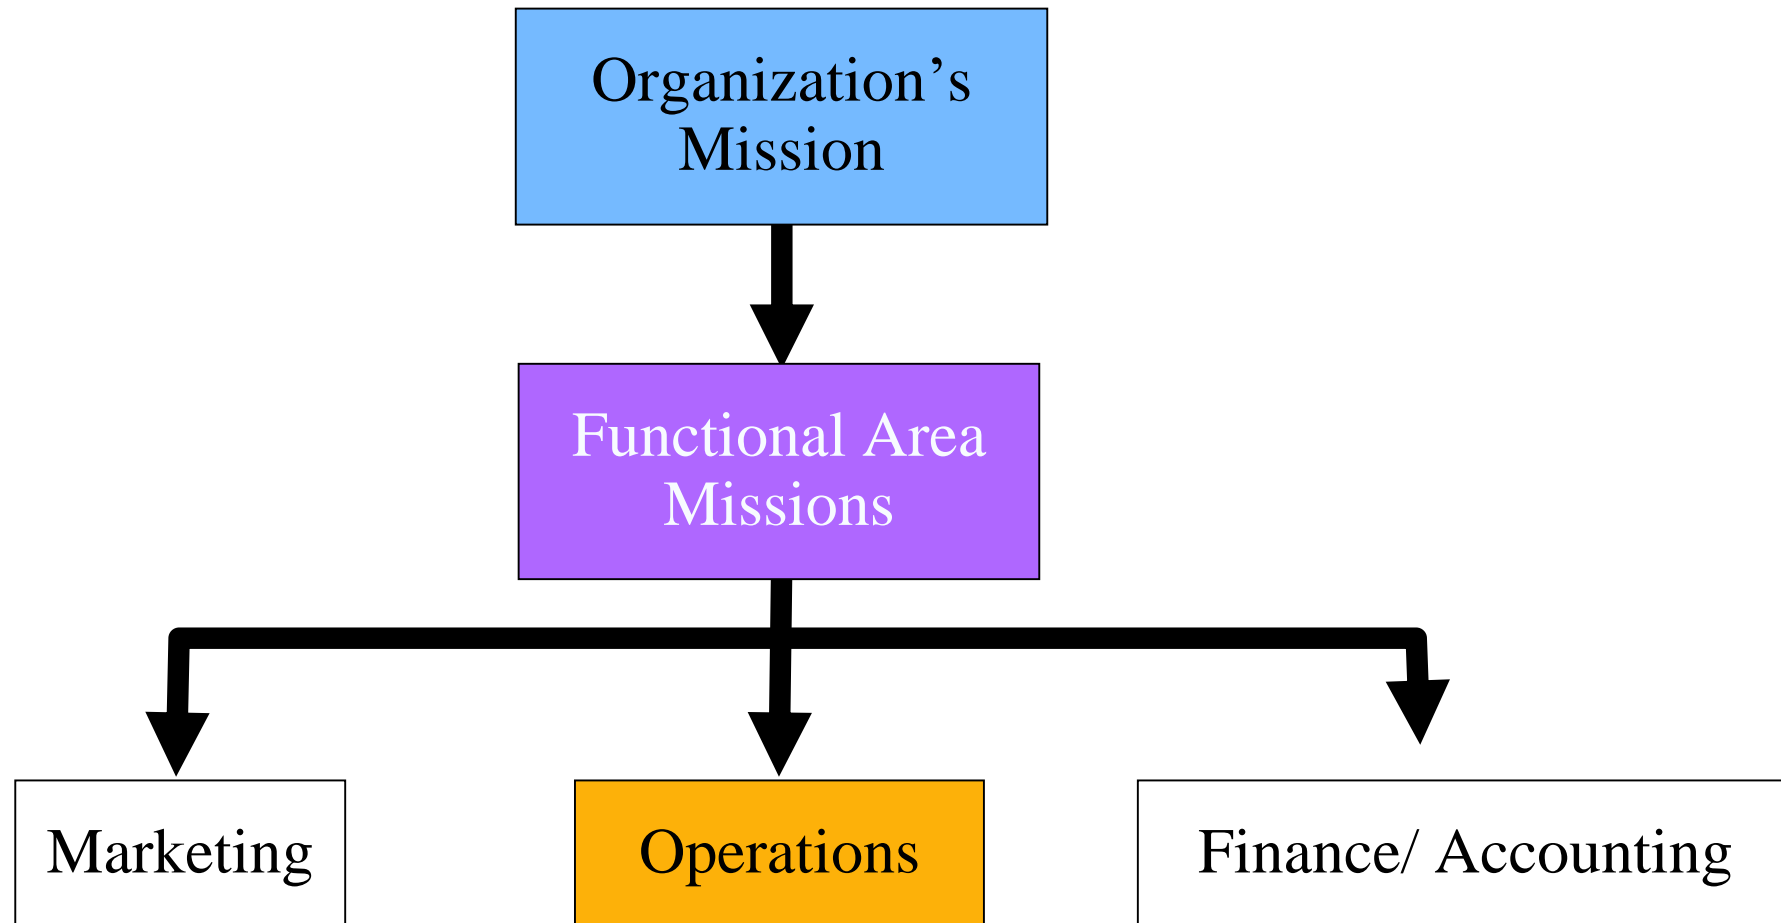 Organization’s
Mission
Functional Area
Missions
Marketing
Operations
Finance/ Accounting